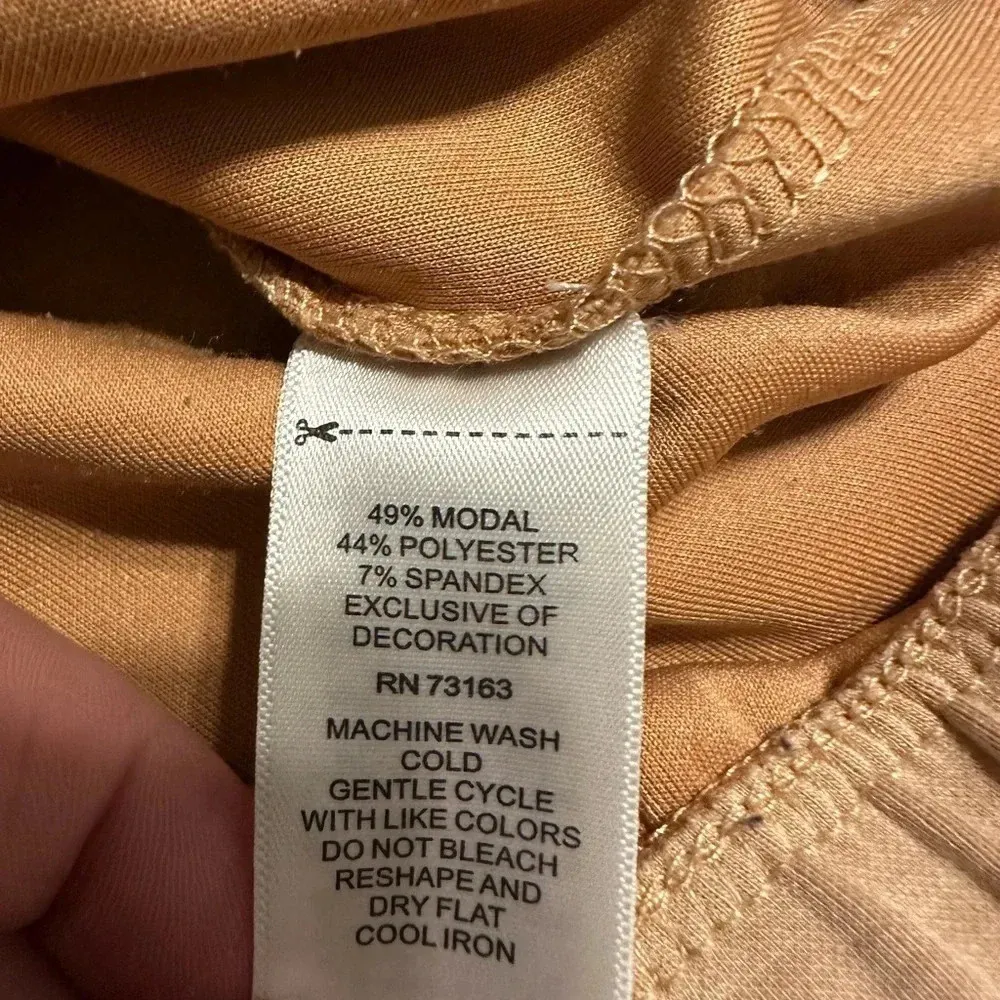 49% MODAL
44% POLYESTER
7% SPANDEX
EXCLUSIVE OF
DECORATION
RN 73163
MACHINE WASH
COLD
GENTLE CYCLE
WITH LIKE COLORS
DO NOT BLEACH
RESHAPE AND
DRY FLAT
COOL IRON